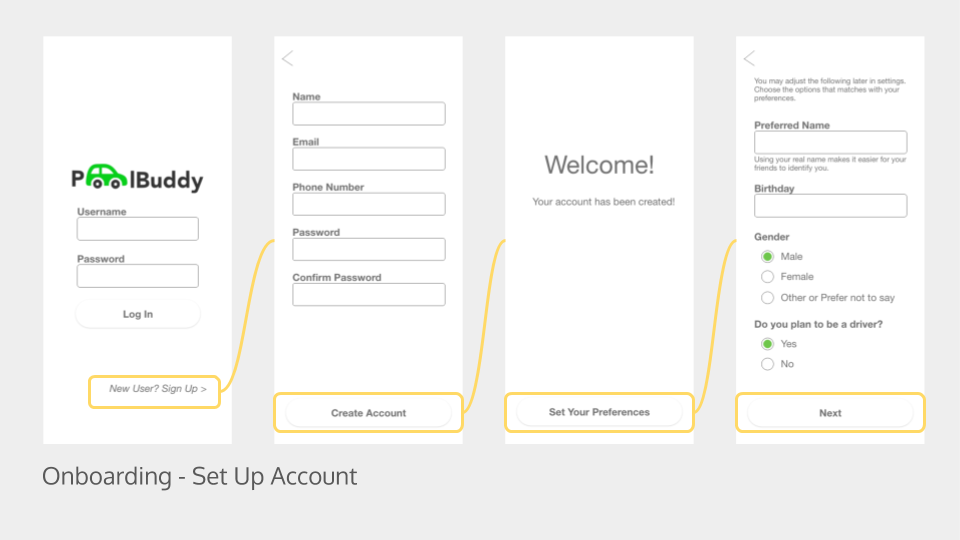 PoolBuddy
Username
Password
Log In
New User? Sign Up >
Name
Email
Phone Number
Password
Confirm Password
Create Account
Welcome!
Your account has been created!
Set Your Preferences
You may adjust the following later in settings.
Choose the options that matches with your
preferences.
Preferred Name
Using your real name makes it easier for your
friends to identify you.
Birthday
Gender
Male
Female
Other or Prefer not to say
Do you plan to be a driver?
Yes
No
Next
Onboarding - Set Up Account